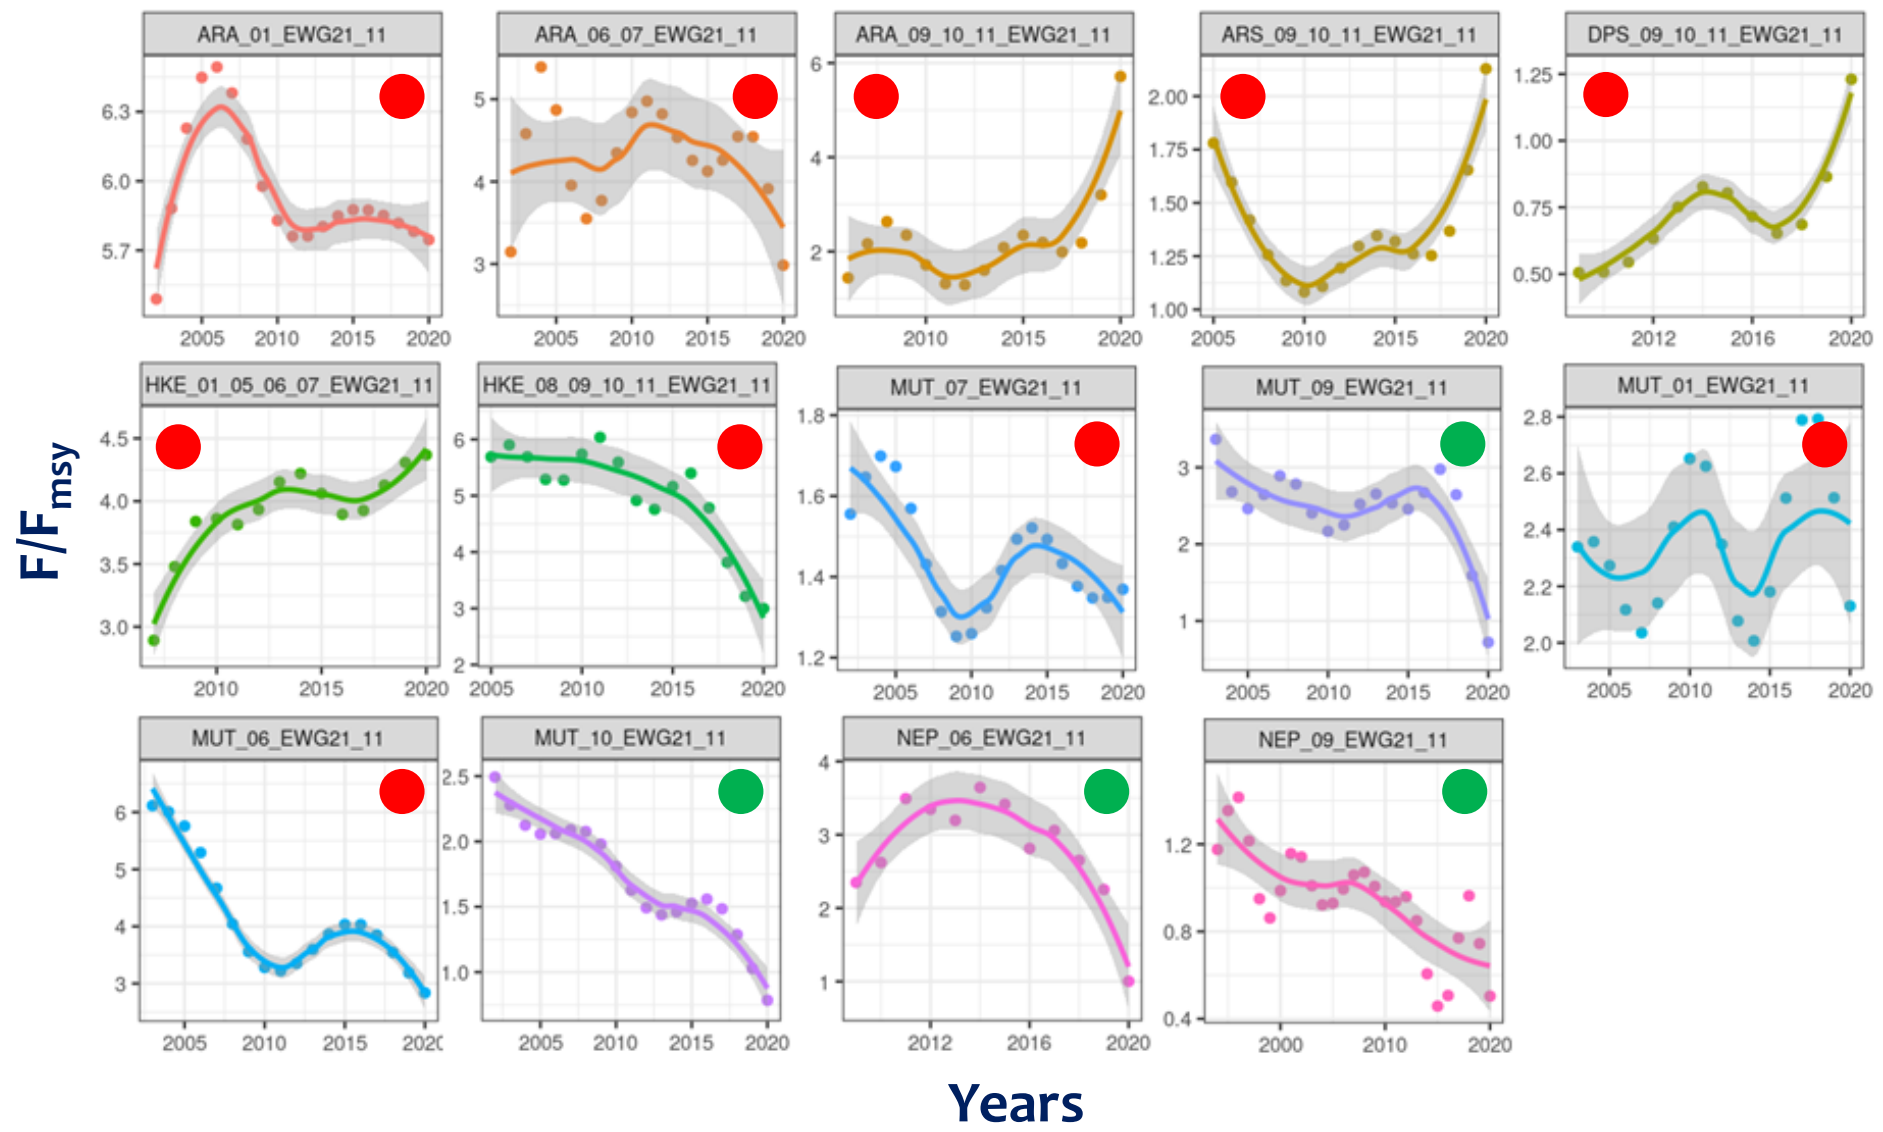 ARA_01_EWG21_11 ARA_06_07_EWG21_11 ARA_09_10_11_EWG21_11 ARS_09_10_11_EWG21_11 DPS_09_10_11_EWG21_11
6.3
6.0
5.7
2005 2010 2015 2020
5
4
3
2005 2010 2015 2020
6
4
2
2010 2015 2020
2.00
1.75
1.50
1.25
1.00
2005 2010 2015 2020
1.25
1.00
0.75
0.50
2012 2016 2020
HKE_01_05_06_07_EWG21_11 HKE_08_09_10_11_EWG21_11 MUT_07_EWG21_11 MUT_09_EWG21_11 MUT_01_EWG21_11
4.5
4.0
3.5
3.0
2010 2015 2020
6
5
4
3
2
2005 2010 2015 2020
1.8
1.6
1.4
1.2
2005 2010 2015 2020
3
2
1
2005 2010 2015 2020
2.8
2.6
2.4
2.2
2.0
2005 2010 2015 2020
F/Fmsy
MUT_06_EWG21_11 MUT_10_EWG21_11 NEP_06_EWG21_11 NEP_09_EWG21_11
6
5
4
3
2005 2010 2015 2020
2.5
2.0
1.5
1.0
2005 2010 2015 2020
4
3
2
1
2012 2016 2020
1.2
0.8
0.4
2000 2010 2020
Years